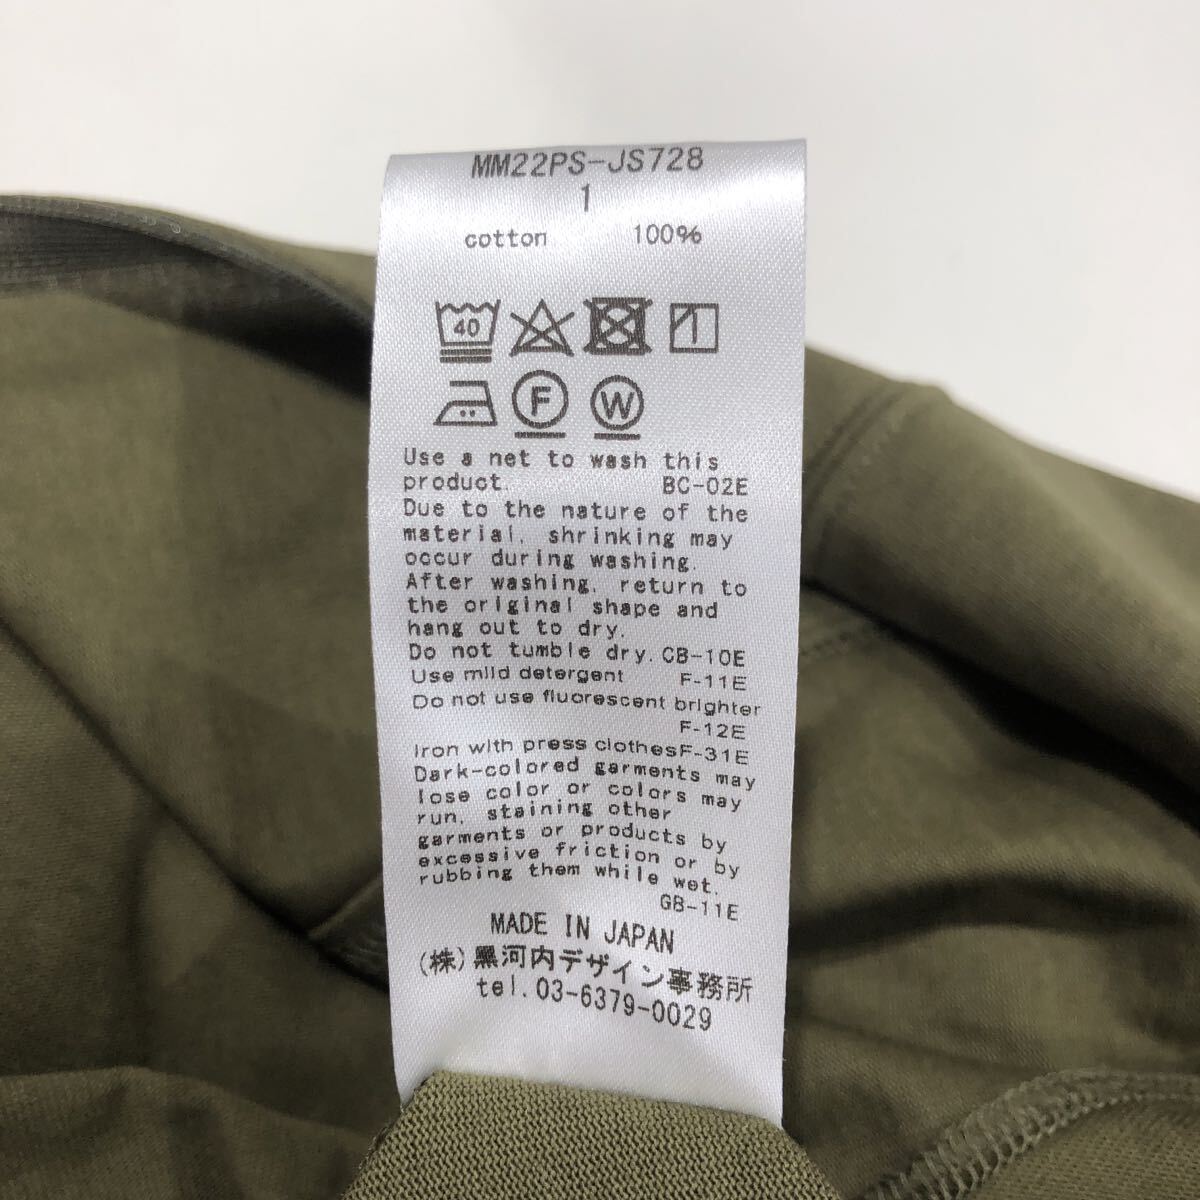 MM22PS-JS728
1
cotton 100%
40
F W
Use a net to wash this
product. BC-02E
Due to the nature of the
material, shrinking may
occur during washing.
After washing, return to
the original shape and
hang out to dry.
Do not tumble dry. CB-10E
Use mild detergent F-11E
Do not use fluorescent brighter
F-12E
Iron with press clothesF-31E
Dark-colored garments may
lose color or colors may
run, staining other
garments or products by
excessive friction or by
rubbing them while wet.
GB-11E
MADE IN JAPAN
(株)黒河内デザイン事務所
tel.03-6379-0029